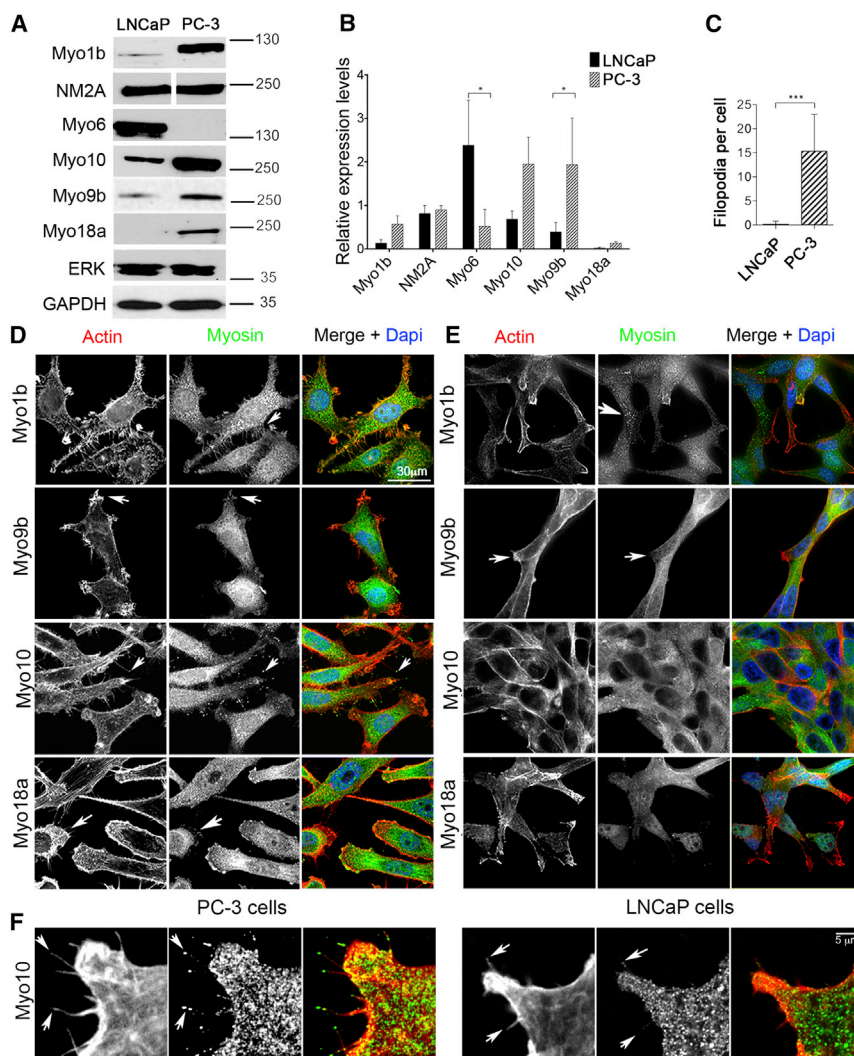 A
LNCaP PC-3
Myo1b
130
NM2A
250
Myo6
130
Myo10
250
Myo9b
250
Myo18a
250
ERK
35
GAPDH
35
B
LNCaP
PC-3
Relative expression levels
4
3
2
1
0
*
*
Myo1b
NM2A
Myo6
Myo10
Myo9b
Myo18a
C
Filopodia per cell
25
20
15
10
5
0
***
LNCaP
PC-3
D
Actin
Myosin
Merge + Dapi
Myo1b
30μm
Myo9b
Myo10
Myo18a
E
Actin
Myosin
Merge + Dapi
Myo1b
Myo9b
Myo10
Myo18a
F
PC-3 cells
LNCaP cells
Myo10
5 μm